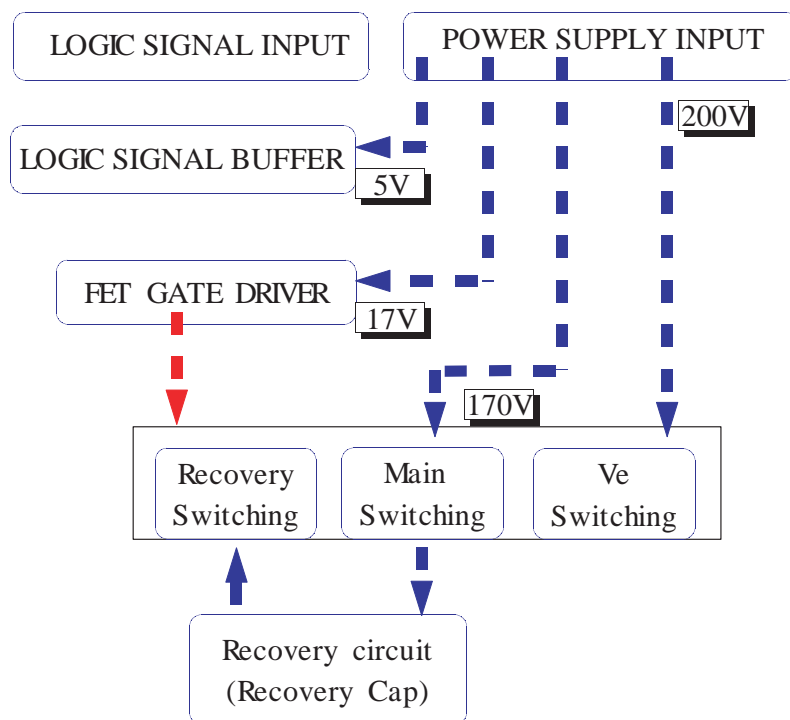 LOGIC SIGNAL INPUT
POWER SUPPLY INPUT
200V
LOGIC SIGNAL BUFFER
5V
FET GATE DRIVER
17V
170V
Recovery
Switching
Main
Switching
Ve
Switching
Recovery circuit
(Recovery Cap)